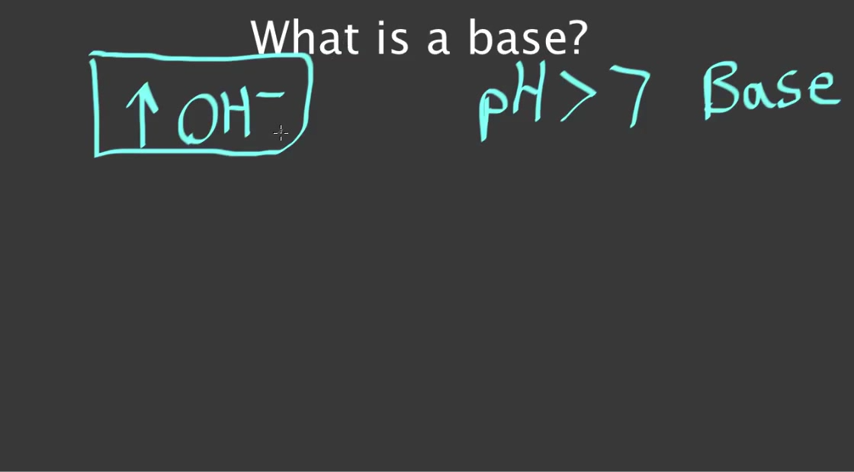 What is a base?
↑ OH⁻ pH > 7 Base